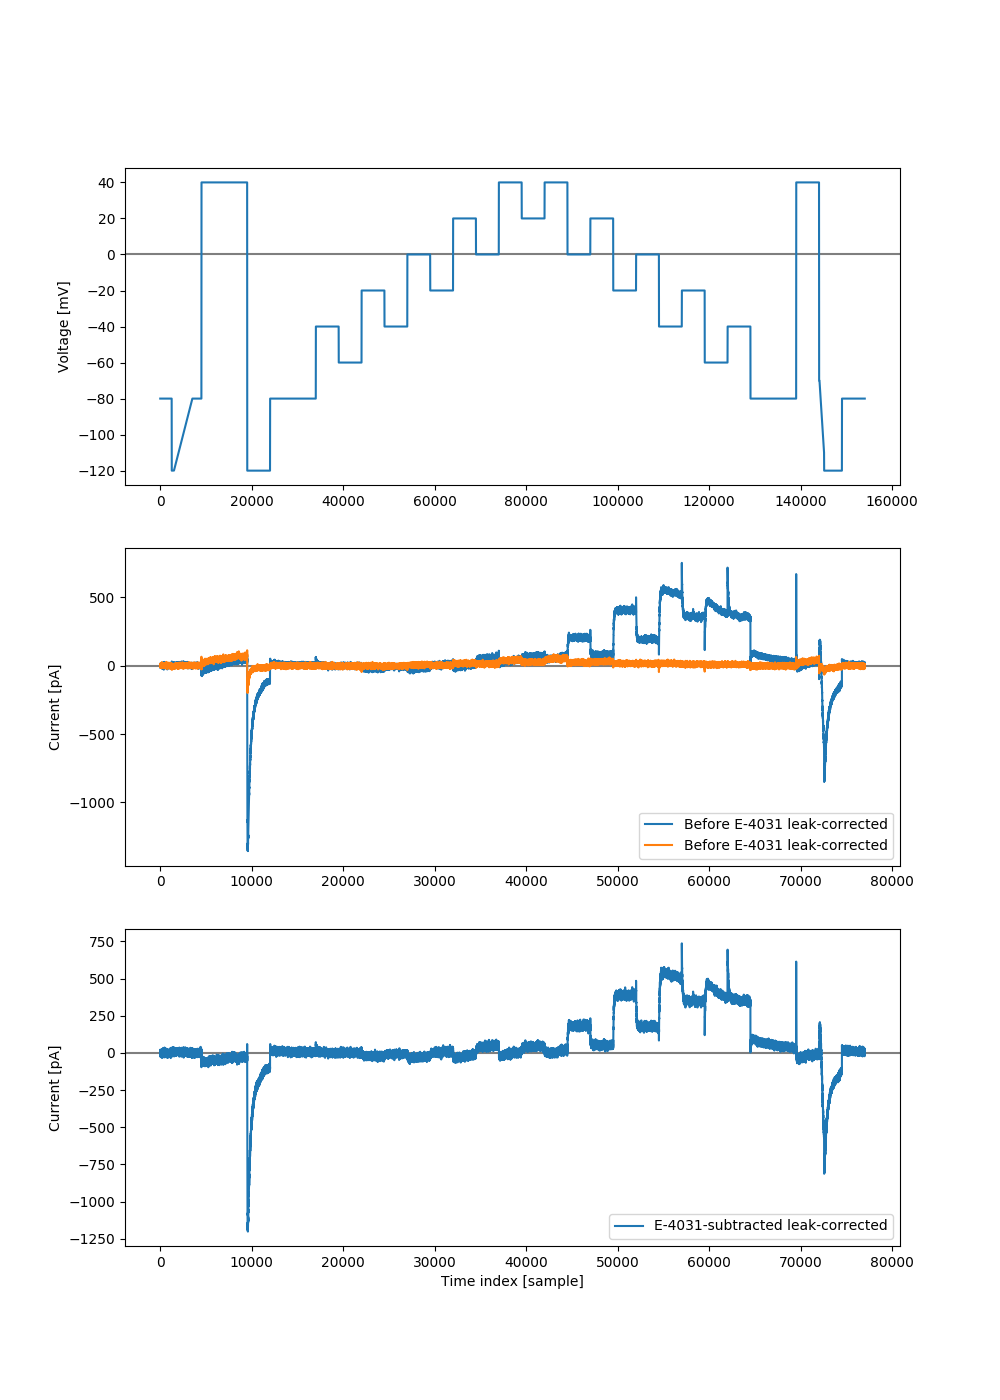 40
20
0
−20
−40
−60
−80
−100
−120
Voltage [mV]
0 20000 40000 60000 80000 100000 120000 140000 160000
500
0
−500
−1000
Current [pA]
Before E-4031 leak-corrected
Before E-4031 leak-corrected
0 10000 20000 30000 40000 50000 60000 70000 80000
750
500
250
0
−250
−500
−750
−1000
−1250
Current [pA]
E-4031-subtracted leak-corrected
0 10000 20000 30000 40000 50000 60000 70000 80000
Time index [sample]